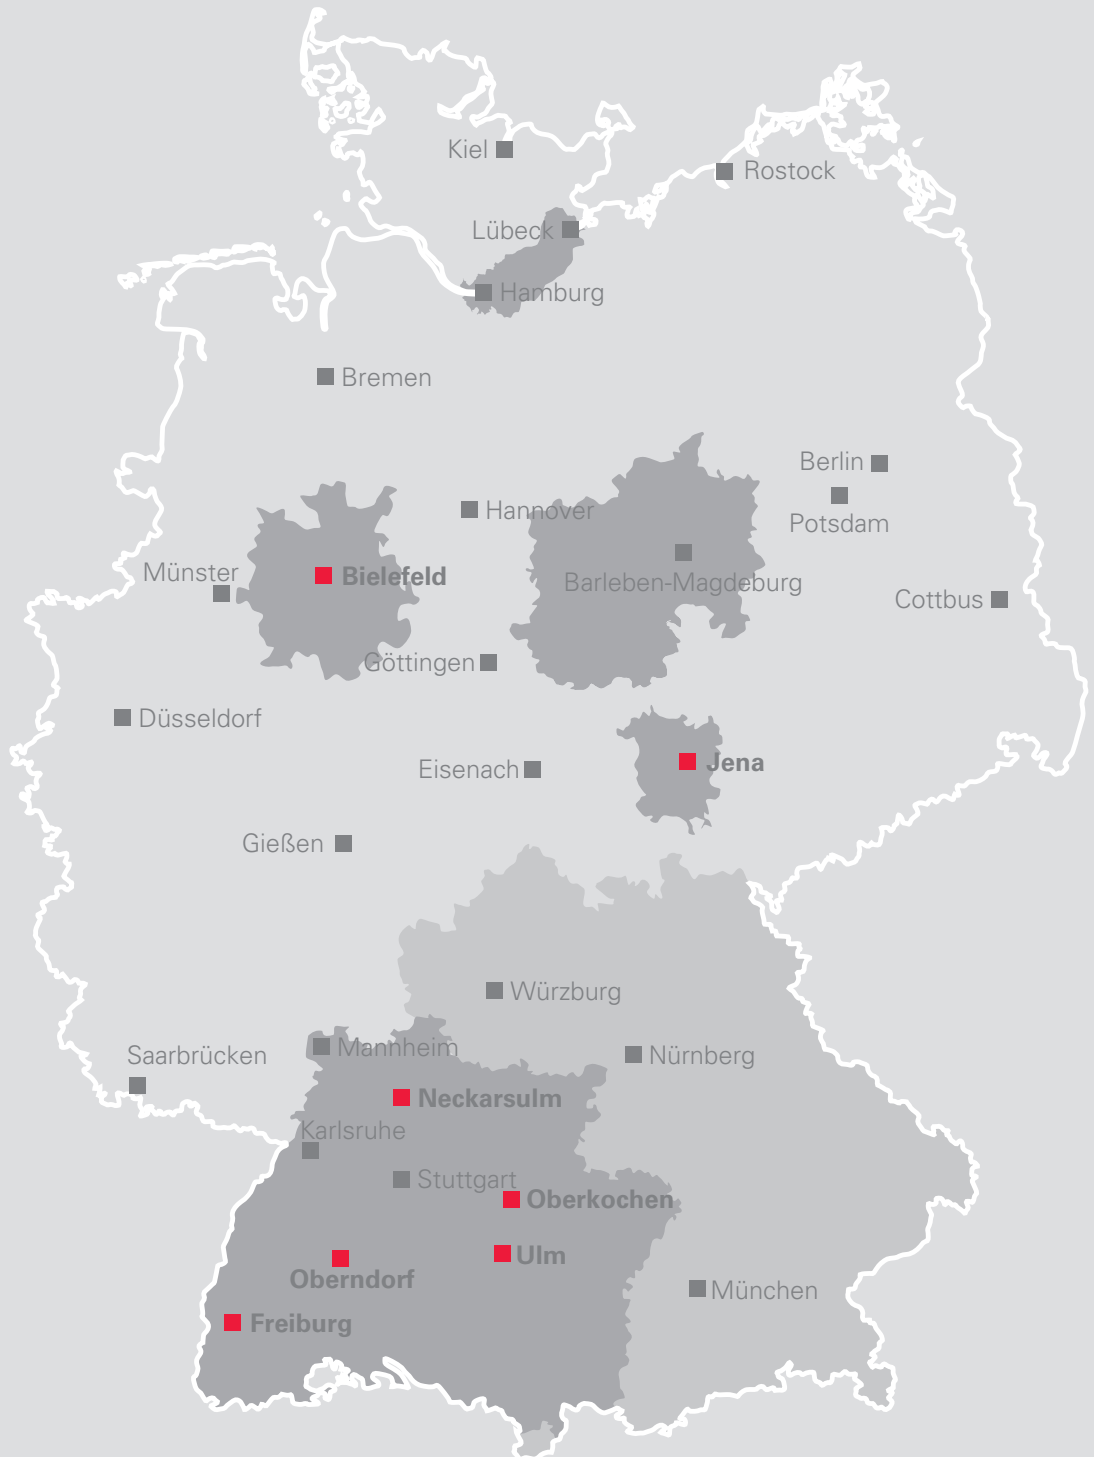 Kiel
Rostock
Lübeck
Hamburg
Bremen
Berlin
Hannover
Potsdam
Münster
Bielefeld
Barleben-Magdeburg
Cottbus
Göttingen
Düsseldorf
Eisenach
Jena
Gießen
Würzburg
Saarbrücken
Mannheim
Nürnberg
Neckarsulm
Karlsruhe
Stuttgart
Oberkochen
Ulm
Oberndorf
München
Freiburg